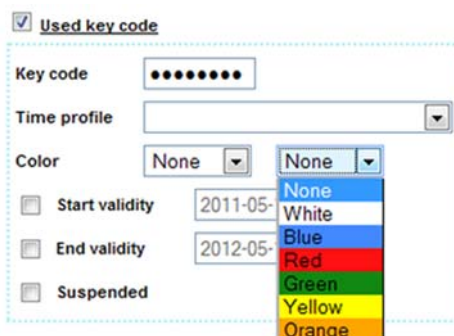 Used key code
Key code ●●●●●●●●
Time profile
Color None None
None
White
Blue
Red
Green
Yellow
Orange
Start validity 2011-05-
End validity 2012-05-
Suspended